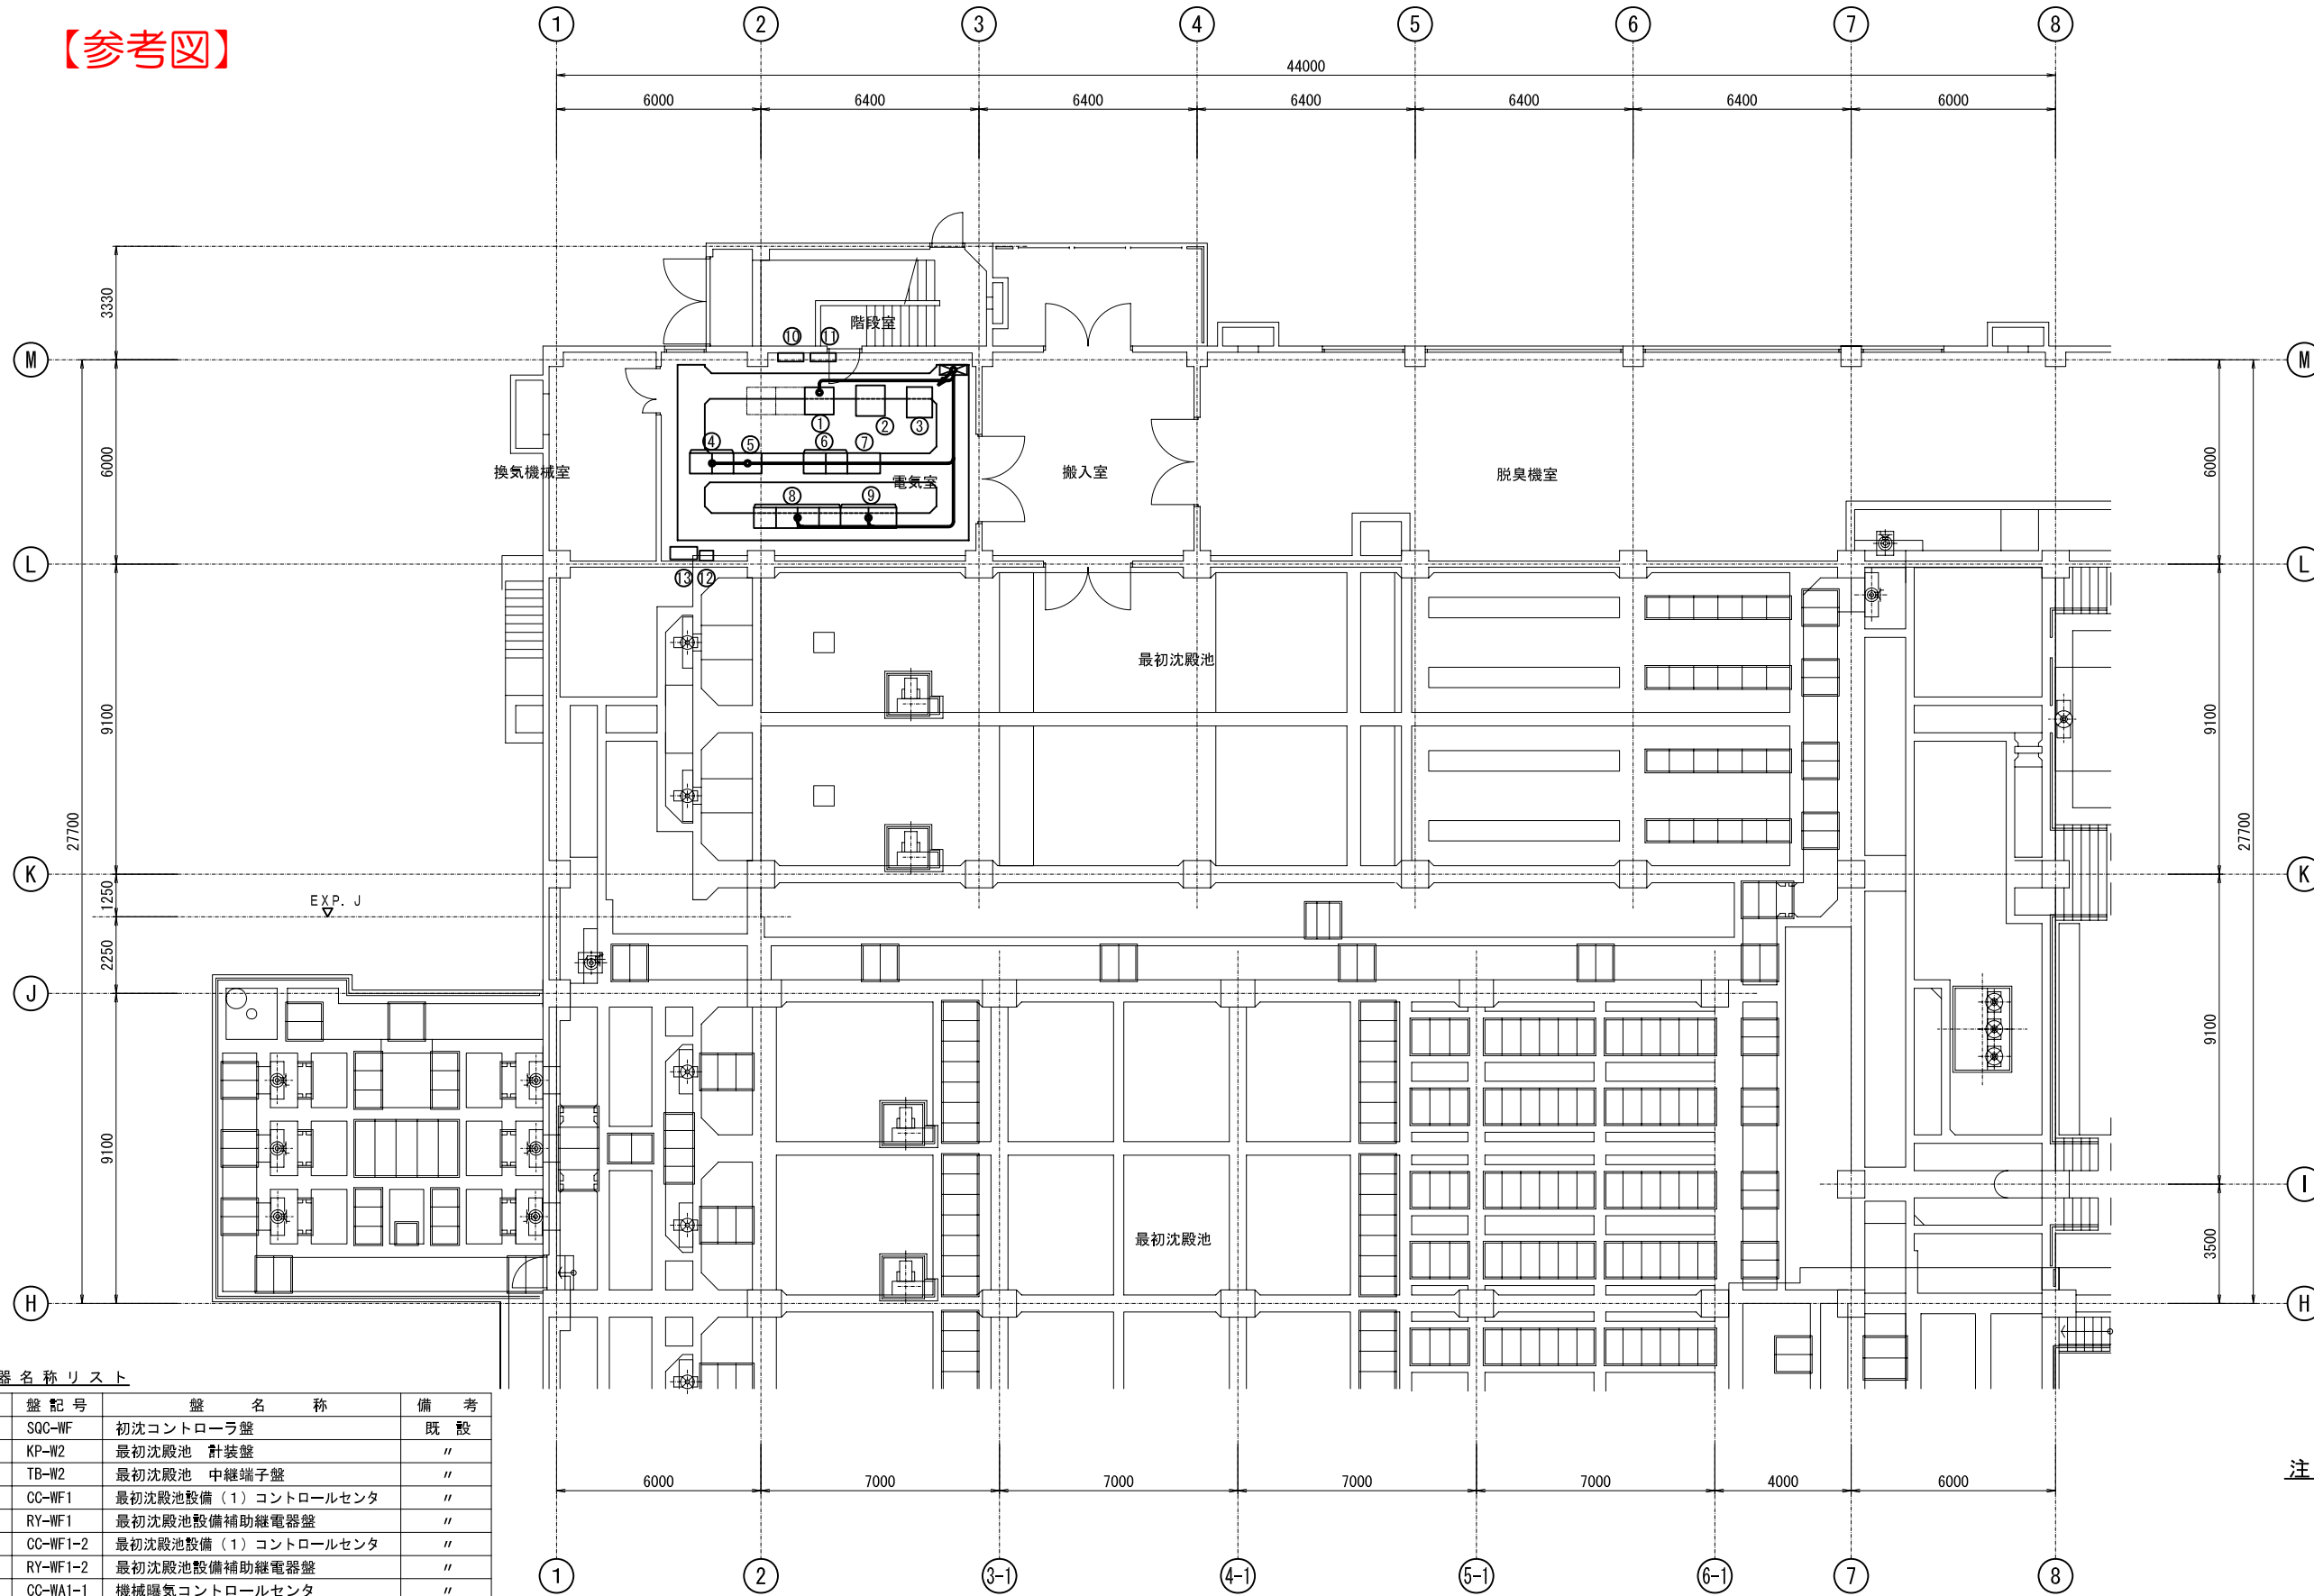 【参考図】
1 2 3 4 5 6 7 8
44000
6000 6400 6400 6400 6400 6400 6000
3330
階段室
⑩ ⑪
M M
① ② ③
④ ⑤ ⑥ ⑦
6000 換気機械室 電気室 搬入室 脱臭機室 6000
⑧ ⑨
L L
⑬ ⑫
最初沈殿池
9100 9100
27700 27700
K K
1250
EXP. J
2250
J
9100
9100
I
最初沈殿池
3500
H H
器名称リスト
盤記号 盤名称 備考
SQC-WF 初沈コントローラ盤 既設
KP-W2 最初沈殿池 計装盤 〃
TB-W2 最初沈殿池 中継端子盤 〃
CC-WF1 最初沈殿池設備(1)コントロールセンタ 〃
RY-WF1 最初沈殿池設備補助継電器盤 〃
CC-WF1-2 最初沈殿池設備(1)コントロールセンタ 〃
RY-WF1-2 最初沈殿池設備補助継電器盤 〃
CC-WA1-1 機械曝気コントロールセンタ 〃
注
6000 7000 7000 7000 7000 4000 6000
1 2 3-1 4-1 5-1 6-1 7 8